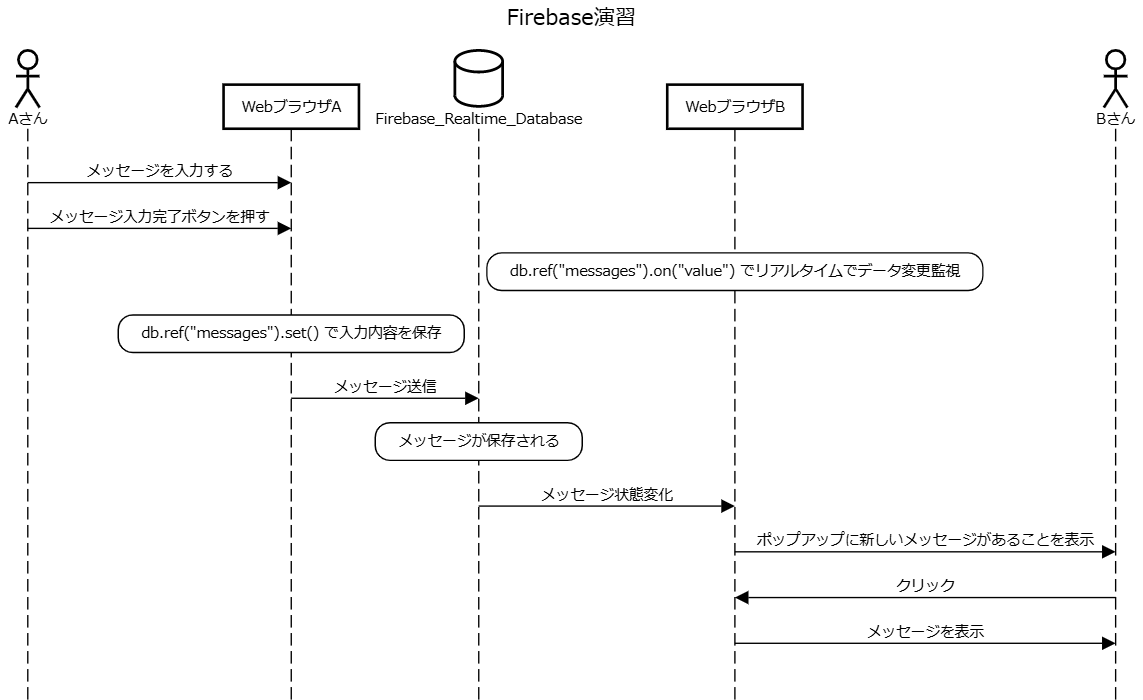 Firebase演習
Aさん
WebブラウザA
Firebase_Realtime_Database
WebブラウザB
Bさん
メッセージを入力する
メッセージ入力完了ボタンを押す
db.ref("messages").on("value") でリアルタイムでデータ変更監視
db.ref("messages").set() で入力内容を保存
メッセージ送信
メッセージが保存される
メッセージ状態変化
ポップアップに新しいメッセージがあることを表示
クリック
メッセージを表示